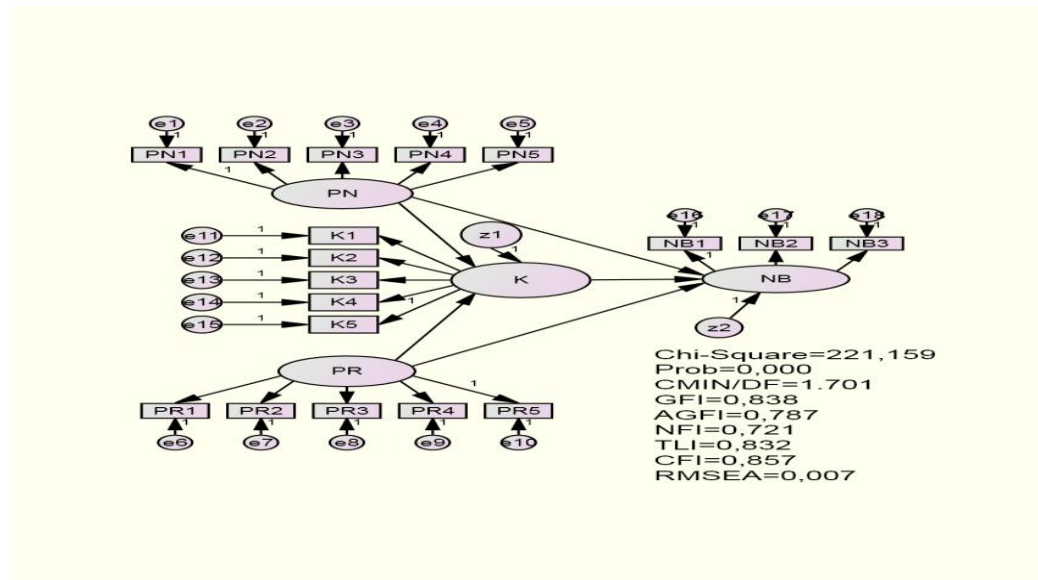 e1 e2 e3 e4 e5
1 1 1 1 1
PN1 PN2 PN3 PN4 PN5
1
PN
e16 e17 e18
1 1 1
NB1 NB2 NB3
1
e11 1 K1
e12 1 K2
e13 1 K3
e14 1 K4
e15 1 K5
1
z1
1
K
NB
1
z2
PR
1
PR1 PR2 PR3 PR4 PR5
1 1 1 1 1
e6 e7 e8 e9 e10
Chi-Square=221,159
Prob=0,000
CMIN/DF=1.701
GFI=0,838
AGFI=0,787
NFI=0,721
TLI=0,832
CFI=0,857
RMSEA=0,007